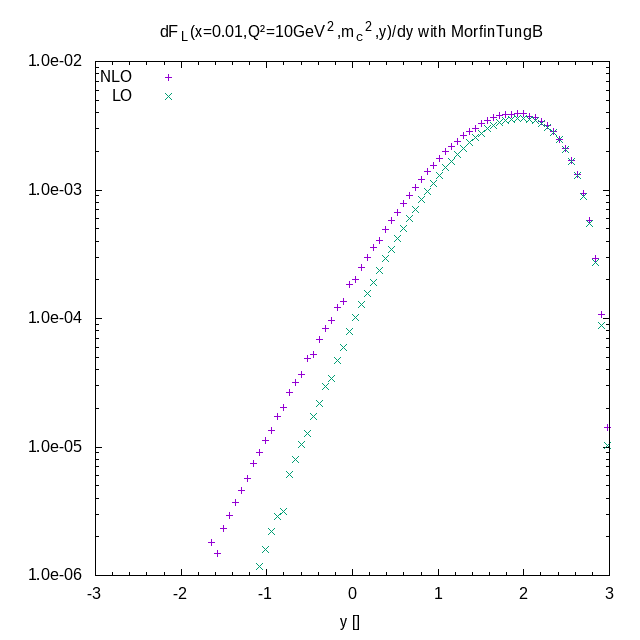 dF_L(x=0.01,Q²=10GeV²,m_c²,y)/dy with MorfinTungB
1.0e-02
NLO
LO
1.0e-03
1.0e-04
1.0e-05
1.0e-06
-3 -2 -1 0 1 2 3
y []